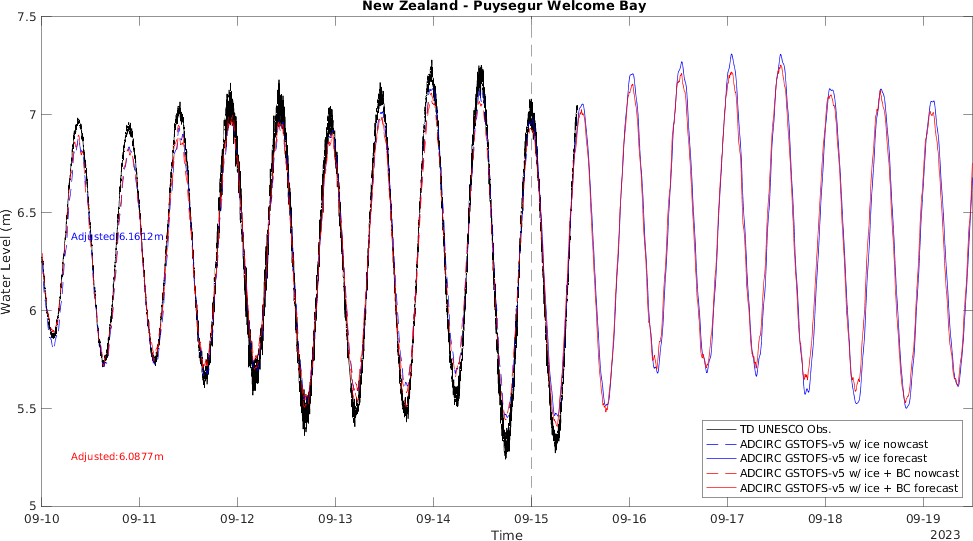 New Zealand - Puysegur Welcome Bay
7.5
7
6.5
6
5.5
5
Water Level (m)
Adjusted:6.1612m
Adjusted:6.0877m
TD UNESCO Obs.
ADCIRC GSTOFS-v5 w/ ice nowcast
ADCIRC GSTOFS-v5 w/ ice forecast
ADCIRC GSTOFS-v5 w/ ice + BC nowcast
ADCIRC GSTOFS-v5 w/ ice + BC forecast
09-10 09-11 09-12 09-13 09-14 09-15 09-16 09-17 09-18 09-19
Time
2023